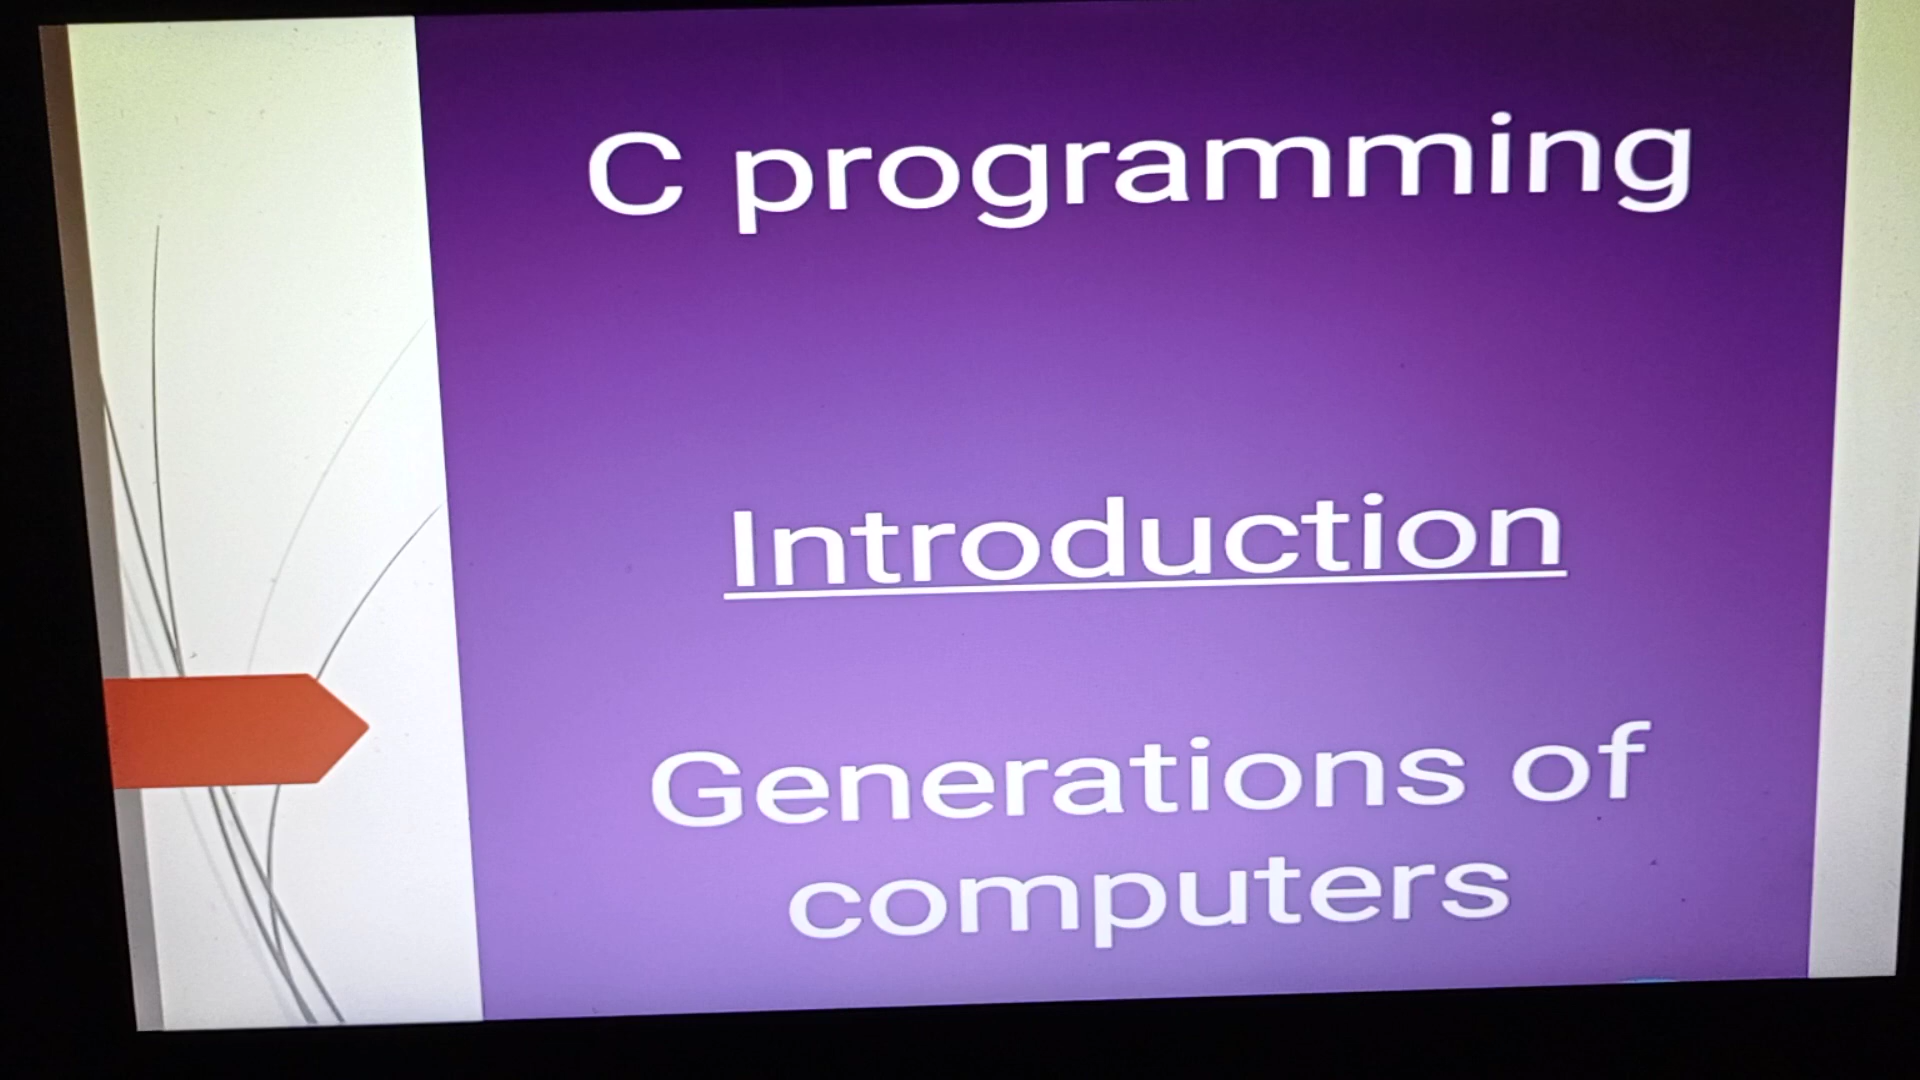 C programming
Introduction
Generations of
computers